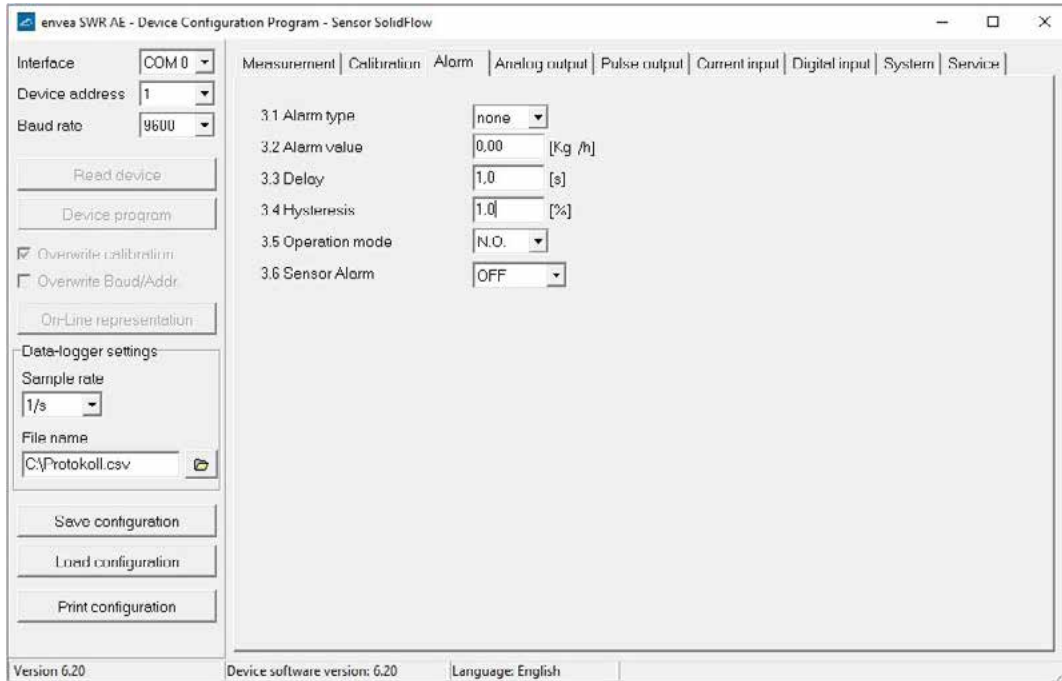 envea SWR AE - Device Configuration Program - Sensor SolidFlow
Interface COM 0
Device address 1
Baud rate 9600
Read device
Device program
Overwrite calibration
Overwrite Baud/Addr.
On-Line representation
Data-logger settings
Sample rate
1/s
File name
C:\Protokoll.csv
Save configuration
Load configuration
Print configuration
Measurement Calibration Alarm Analog output Pulse output Current input Digital input System Service
3.1 Alarm type none
3.2 Alarm value 0,00 [Kg /h]
3.3 Delay 1,0 [s]
3.4 Hysteresis 1.0 [%]
3.5 Operation mode N.O.
3.6 Sensor Alarm OFF
Version 6.20 Device software version: 6.20 Language: English